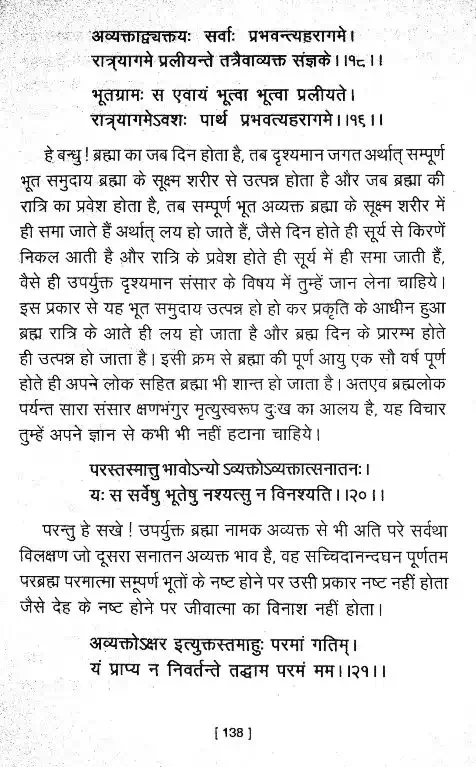 अव्यक्ताद्व्यक्तयः सर्वाः प्रभवन्त्यहरागमे।
रात्र्यागमे प्रलीयन्ते तत्रैवाव्यक्त संज्ञके।।१८।।
भूतग्रामः स एवायं भूत्वा भूत्वा प्रलीयते।
रात्र्यागमेऽवशः पार्थ प्रभवत्यहरागमे।।१९।।
हे बन्धु! ब्रह्मा का जब दिन होता है, तब दृश्यमान जगत अर्थात् सम्पूर्ण
भूत समुदाय ब्रह्मा के सूक्ष्म शरीर से उत्पन्न होता है और जब ब्रह्मा की
रात्रि का प्रवेश होता है, तब सम्पूर्ण भूत अव्यक्त ब्रह्मा के सूक्ष्म शरीर में
ही समा जाते हैं अर्थात् लय हो जाते हैं, जैसे दिन होते ही सूर्य से किरणें
निकल आती है और रात्रि के प्रवेश होते ही सूर्य में ही समा जाती हैं,
वैसे ही उपर्युक्त दृश्यमान संसार के विषय में तुम्हें जान लेना चाहिये।
इस प्रकार से यह भूत समुदाय उत्पन्न हो हो कर प्रकृति के आधीन हुआ
ब्रह्म रात्रि के आते ही लय हो जाता है और ब्रह्म दिन के प्रारम्भ होते
ही उत्पन्न हो जाता है। इसी क्रम से ब्रह्मा की पूर्ण आयु एक सौ वर्ष पूर्ण
होते ही अपने लोक सहित ब्रह्मा भी शान्त हो जाता है। अतएव ब्रह्मलोक
पर्यन्त सारा संसार क्षणभंगुर मृत्युस्वरूप दुःख का आलय है, यह विचार
तुम्हें अपने ज्ञान से कभी भी नहीं हटाना चाहिये।
परस्तस्मात्तु भावोऽन्यो ऽव्यक्तोऽव्यक्तात्सनातनः।
यः स सर्वेषु भूतेषु नश्यत्सु न विनश्यति।।२०।।
परन्तु हे सखे! उपर्युक्त ब्रह्मा नामक अव्यक्त से भी अति परे सर्वथा
विलक्षण जो दूसरा सनातन अव्यक्त भाव है, वह सच्चिदानन्दघन पूर्णतम
परब्रह्म परमात्मा सम्पूर्ण भूतों के नष्ट होने पर उसी प्रकार नष्ट नहीं होता
जैसे देह के नष्ट होने पर जीवात्मा का विनाश नहीं होता।
अव्यक्तोऽक्षर इत्युक्तस्तमाहुः परमां गतिम्।
यं प्राप्य न निवर्तन्ते तद्धाम परमं मम।।२१।।
[ 138 ]